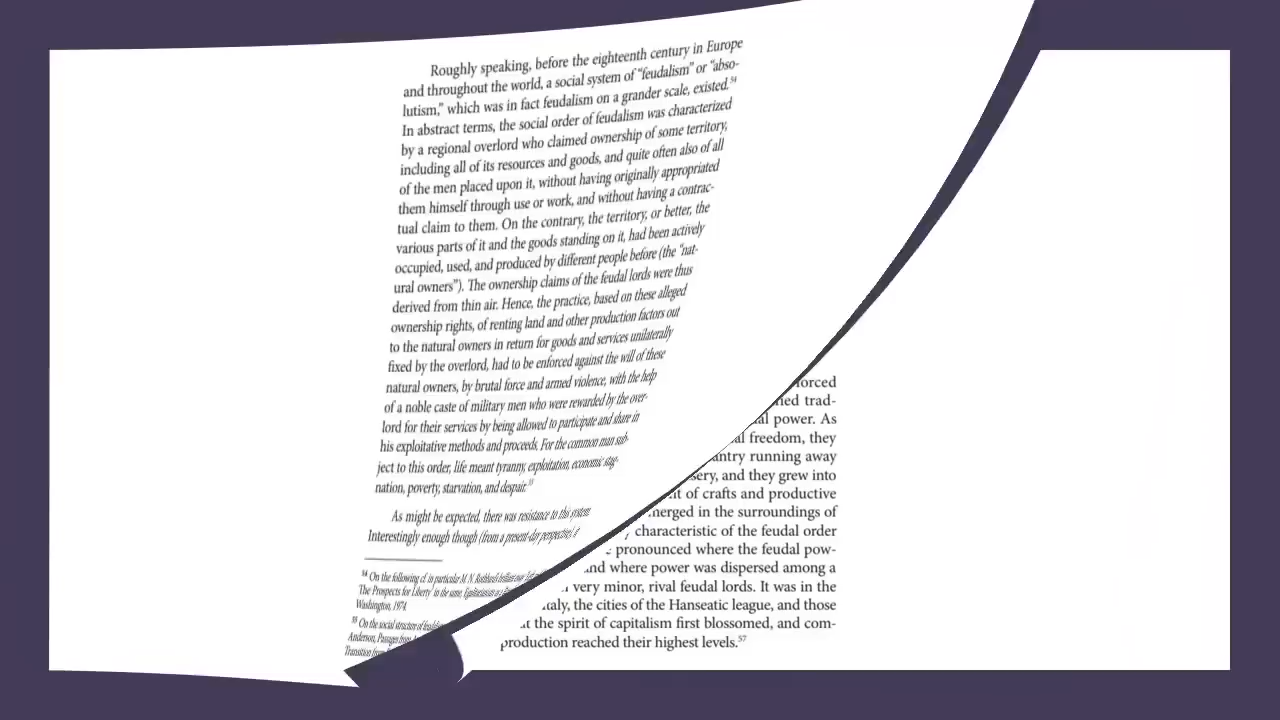 Roughly speaking, before the eighteenth century in Europe
and throughout the world, a social system of “feudalism” or “abso-
lutism,” which was in fact feudalism on a grander scale, existed.54
In abstract terms, the social order of feudalism was characterized
by a regional overlord who claimed ownership of some territory,
including all of its resources and goods, and quite often also of all
of the men placed upon it, without having originally appropriated
them himself through use or work, and without having a contrac-
tual claim to them. On the contrary, the territory, or better, the
various parts of it and the goods standing on it, had been actively
occupied, used, and produced by different people before (the “nat-
ural owners”). The ownership claims of the feudal lords were thus
derived from thin air. Hence, the practice, based on these alleged
ownership rights, of renting land and other production factors out
to the natural owners in return for goods and services unilaterally
fixed by the overlord, had to be enforced against the will of these
natural owners, by brutal force and armed violence, with the help
of a noble caste of military men who were rewarded by the over-
lord for their services by being allowed to participate and share in
his exploitative methods and proceeds. For the common man sub-
ject to this order, life meant tyranny, exploitation, economic stag-
nation, poverty, starvation, and despair.55
As might be expected, there was resistance to this system.
Interestingly enough though (from a present-day perspective), it
54 On the following cf. in particular M. N. Rothbard's brilliant essay
The Prospects for Liberty" in the same, Egalitarianism
Washington, 1974
55 On the social structure of feudalism
Anderson, Passages from
Transition from
forced
trad-
power. As
freedom, they
running away
and they grew into
of crafts and productive
in the surroundings of
characteristic of the feudal order
pronounced where the feudal pow-
and where power was dispersed among a
very minor, rival feudal lords. It was in the
the cities of the Hanseatic league, and those
the spirit of capitalism first blossomed, and com-
production reached their highest levels.57